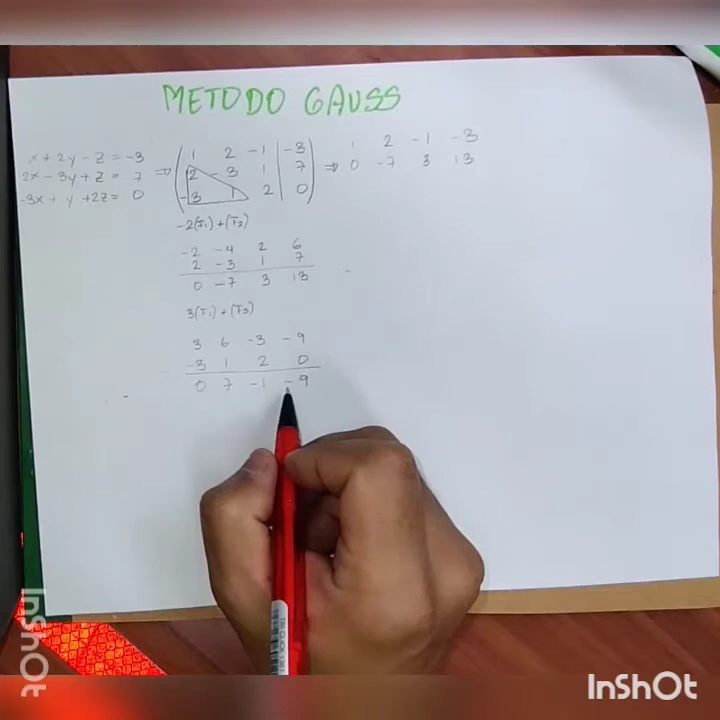 METODO GAUSS
x + 2y - z = -3
2x - 3y + z = 7
-3x + y + 2z = 0
⇒
1 2 -1 | -3
2 -3 1 | 7
-3 1 2 | 0
⇒
1 2 -1 -3
0 -7 3 13
-2(F1)+(F2)
-2 -4 2 6
2 -3 1 7
0 -7 3 13
3(F1)+(F3)
3 6 -3 -9
-3 1 2 0
0 7 -1 -9
InShOt
InShOt